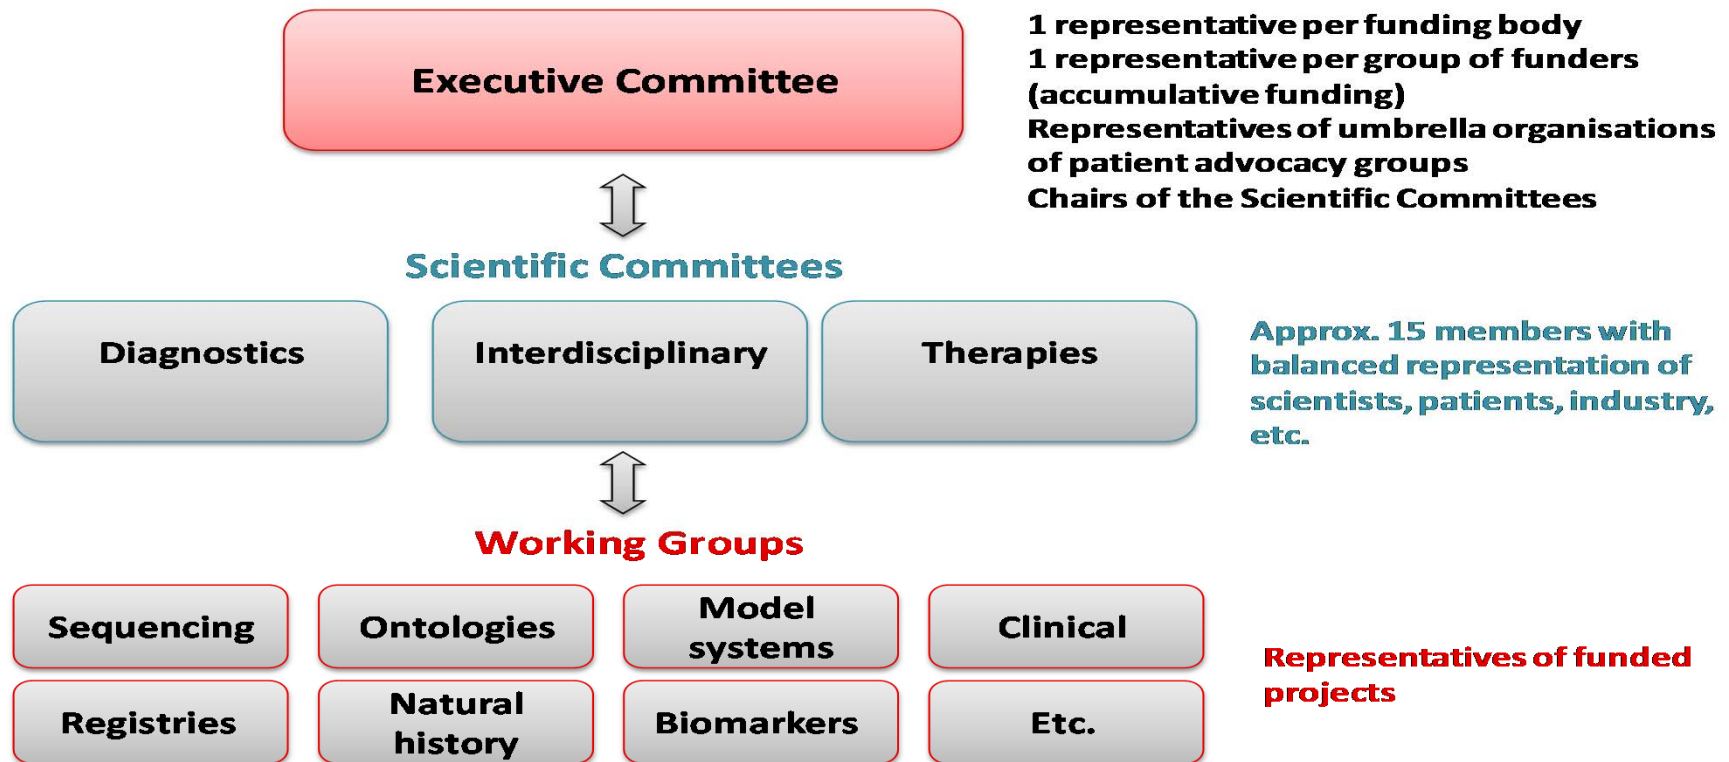 Executive Committee
1 representative per funding body
1 representative per group of funders
(accumulative funding)
Representatives of umbrella organisations
of patient advocacy groups
Chairs of the Scientific Committees
Scientific Committees
Diagnostics
Interdisciplinary
Therapies
Approx. 15 members with
balanced representation of
scientists, patients, industry,
etc.
Working Groups
Sequencing
Ontologies
Model
systems
Clinical
Registries
Natural
history
Biomarkers
Etc.
Representatives of funded
projects